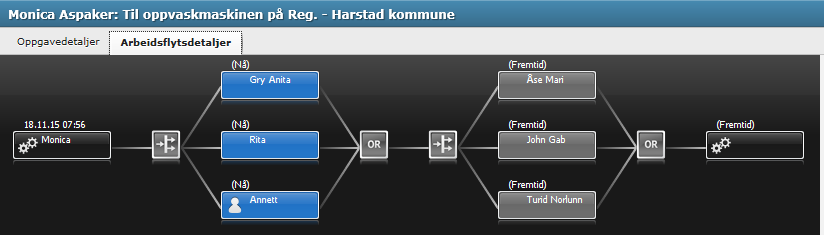 Monica Aspaker: Til oppvaskmaskinen på Reg. - Harstad kommune
Oppgavedetaljer Arbeidsflytsdetaljer
(Nå) (Fremtid)
Gry Anita Åse Mari
18.11.15 07:56 (Nå) (Fremtid) (Fremtid)
Monica Rita OR John Gab OR
(Nå) (Fremtid)
Annett Turid Norlunn